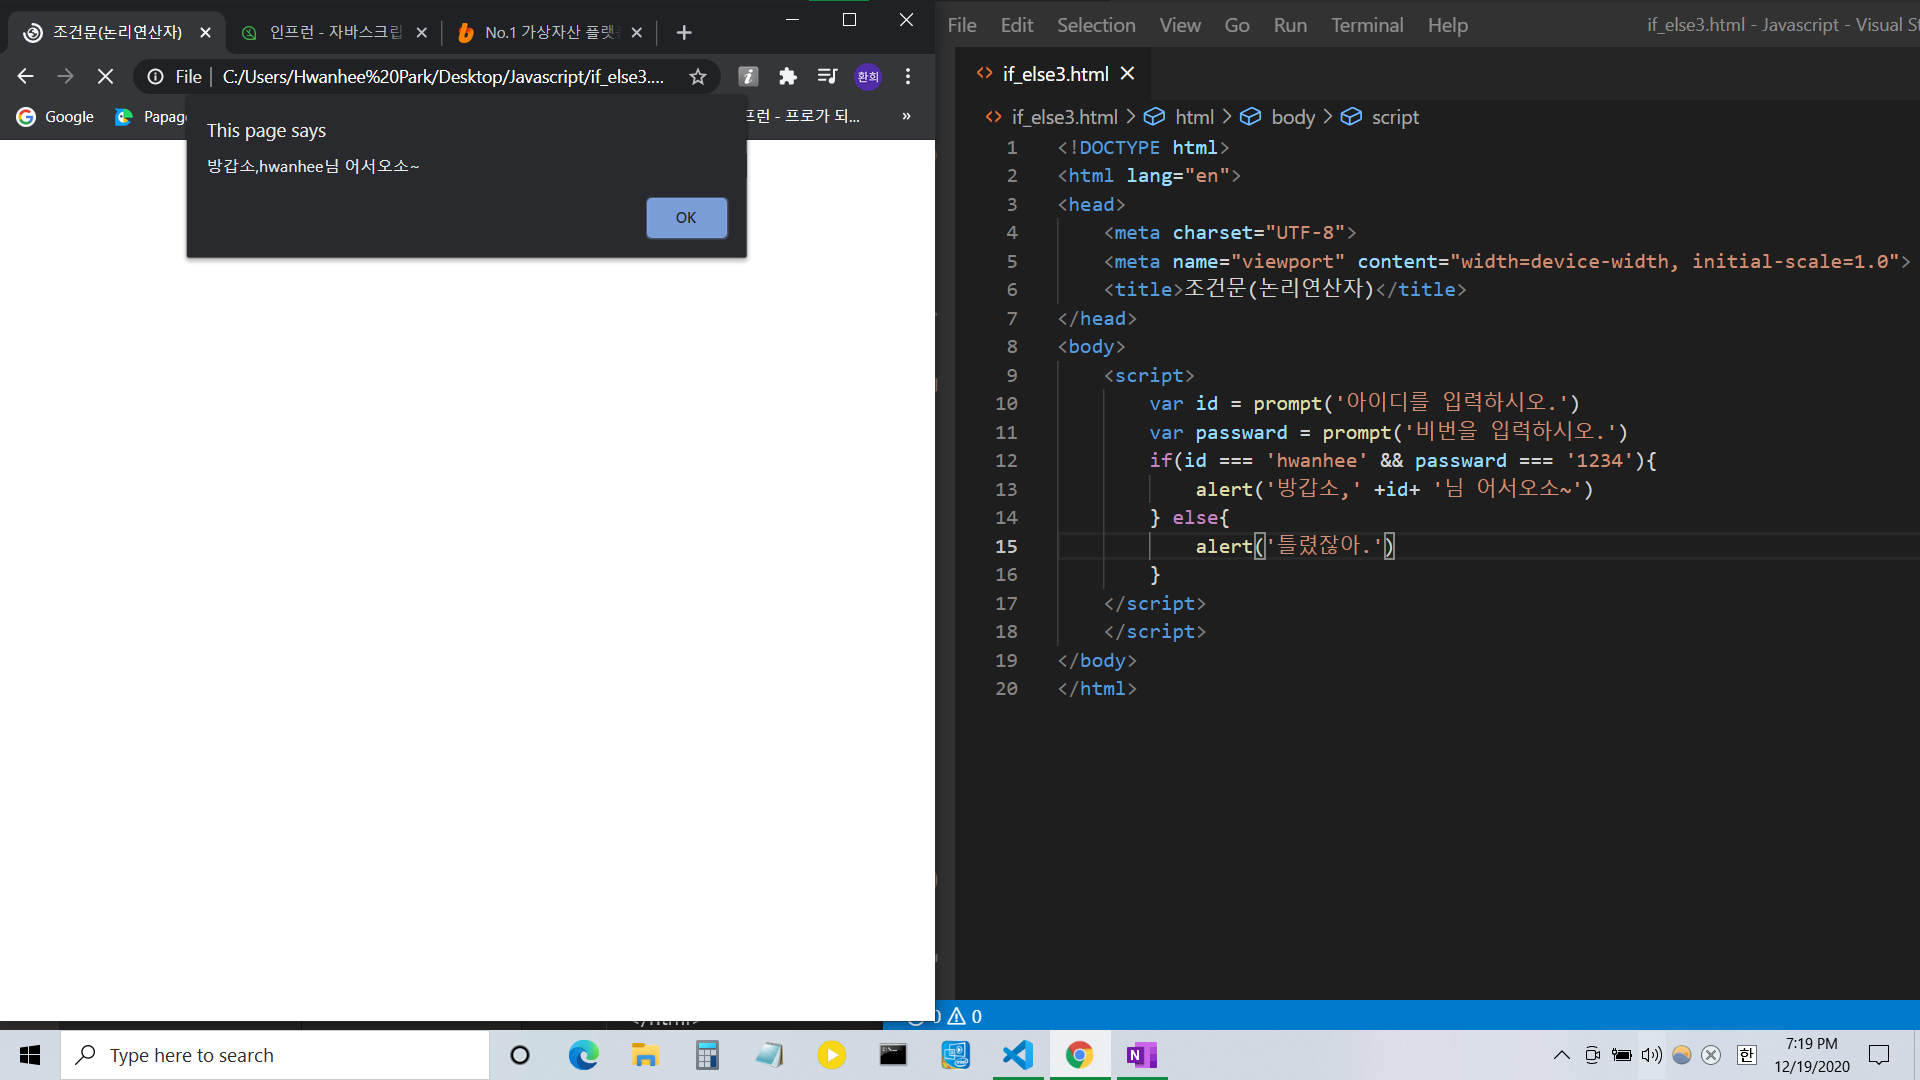 조건문(논리연산자)
인프런 - 자바스크립
No.1 가상자산 플랫폼
File
C:/Users/Hwanhee%20Park/Desktop/Javascript/if_else3....
환희
Google
프런 - 프로가 되...
»
This page says
방갑소,hwanhee님 어서오소~
OK
File Edit Selection View Go Run Terminal Help
if_else3.html - Javascript - Visual
if_else3.html
if_else3.html > html > body > script
1 <!DOCTYPE html>
2 <html lang="en">
3 <head>
4 <meta charset="UTF-8">
5 <meta name="viewport" content="width=device-width, initial-scale=1.0">
6 <title>조건문(논리연산자)</title>
7 </head>
8 <body>
9 <script>
10 var id = prompt('아이디를 입력하시오.')
11 var passward = prompt('비번을 입력하시오.')
12 if(id === 'hwanhee' && passward === '1234'){
13 alert('방갑소,' +id+ '님 어서오소~')
14 } else{
15 alert('틀렸잖아.')
16 }
17 </script>
18 </script>
19 </body>
20 </html>
0 0
Type here to search
N
한
7:19 PM
12/19/2020